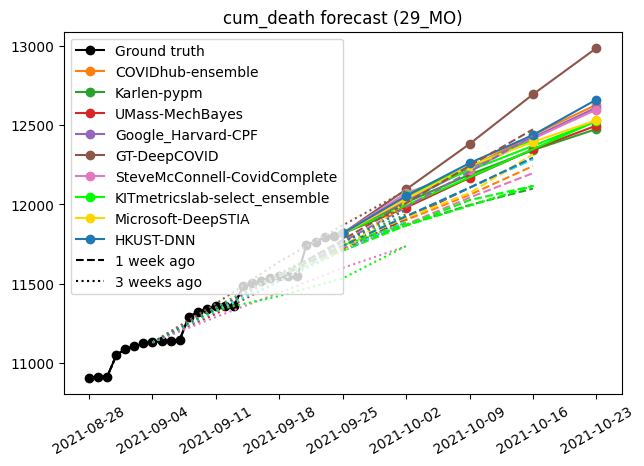 cum_death forecast (29_MO)
13000
12500
12000
11500
11000
Ground truth
COVIDhub-ensemble
Karlen-pypm
UMass-MechBayes
Google_Harvard-CPF
GT-DeepCOVID
SteveMcConnell-CovidComplete
KITmetricslab-select_ensemble
Microsoft-DeepSTIA
HKUST-DNN
1 week ago
3 weeks ago
2021-08-28
2021-09-04
2021-09-11
2021-09-18
2021-09-25
2021-10-02
2021-10-09
2021-10-16
2021-10-23